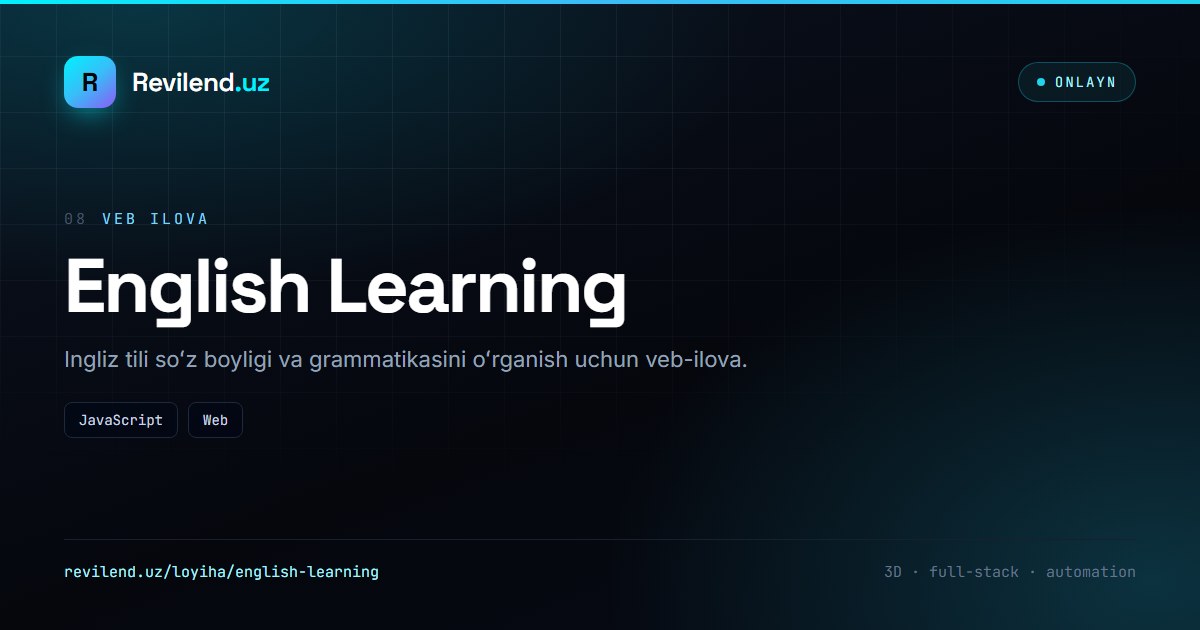 R Revilend.uz
ONLAYN
08 VEB ILOVA
English Learning
Ingliz tili soʻz boyligi va grammatikasini oʻrganish uchun veb-ilova.
JavaScript Web
revilend.uz/loyiha/english-learning
3D · full-stack · automation